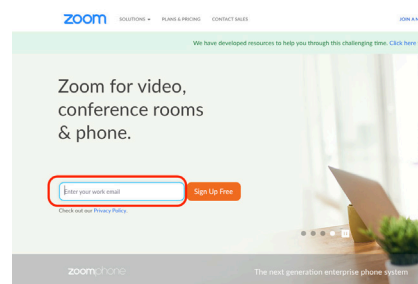 zoom SOLUTIONS PLANS & PRICING CONTACT SALES JOIN A
We have developed resources to help you through this challenging time. Click here
Zoom for video,
conference rooms
& phone.
Enter your work email Sign Up Free
Check out our Privacy Policy.
zoomphone The next generation enterprise phone system